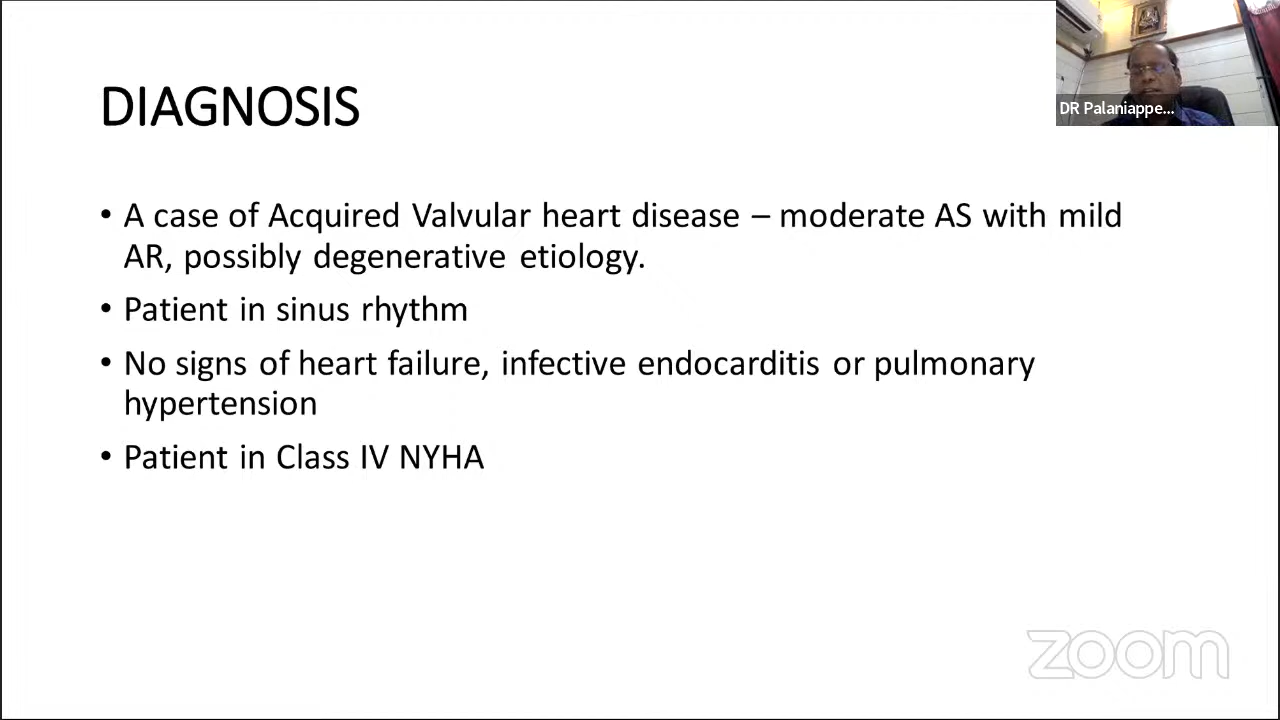 DR Palaniappe...
DIAGNOSIS
• A case of Acquired Valvular heart disease – moderate AS with mild
AR, possibly degenerative etiology.
• Patient in sinus rhythm
• No signs of heart failure, infective endocarditis or pulmonary
hypertension
• Patient in Class IV NYHA
zoom